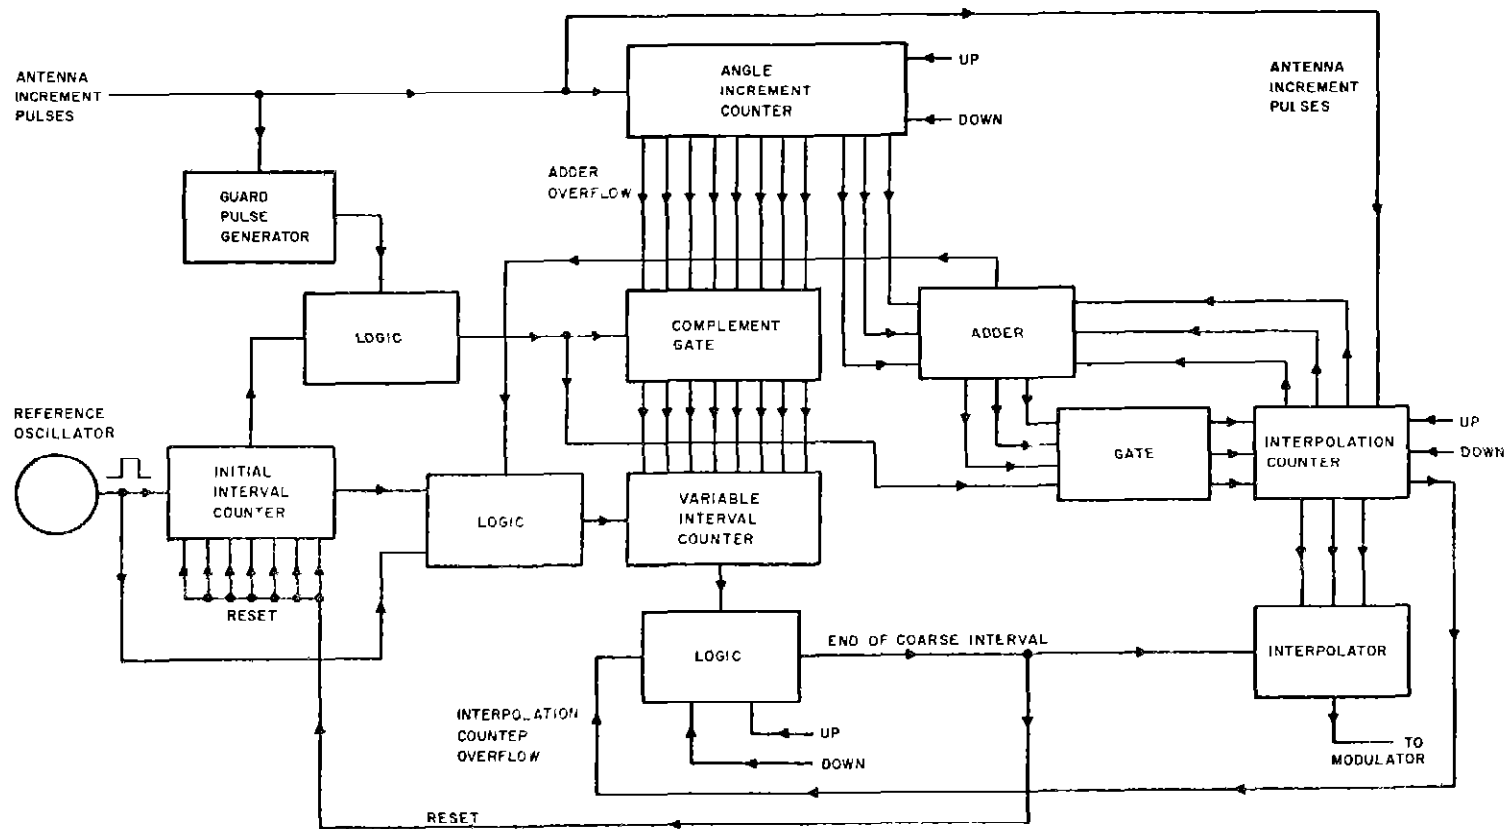 ANTENNA
INCREMENT
PULSES
ANGLE
INCREMENT
COUNTER
UP
DOWN
ANTENNA
INCREMENT
PULSES
ADDER
OVERFLOW
GUARD
PULSE
GENERATOR
LOGIC
COMPLEMENT
GATE
ADDER
REFERENCE
OSCILLATOR
INITIAL
INTERVAL
COUNTER
RESET
LOGIC
VARIABLE
INTERVAL
COUNTER
GATE
INTERPOLATION
COUNTER
UP
DOWN
LOGIC
END OF COARSE INTERVAL
INTERPOLATOR
INTERPOLATION
COUNTER
OVERFLOW
UP
DOWN
TO
MODULATOR
RESET